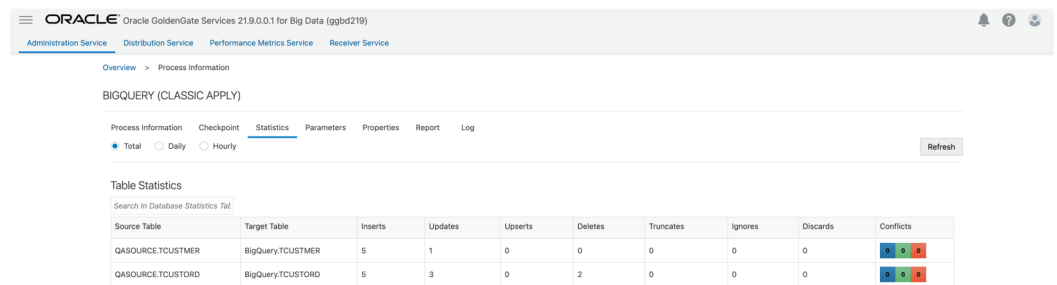 ORACLE® Oracle GoldenGate Services 21.9.0.0.1 for Big Data (ggbd219)
Administration Service Distribution Service Performance Metrics Service Receiver Service
Overview > Process Information
BIGQUERY (CLASSIC APPLY)
Process Information Checkpoint Statistics Parameters Properties Report Log
Total Daily Hourly
Refresh
Table Statistics
Search In Database Statistics Tab
Source Table Target Table Inserts Updates Upserts Deletes Truncates Ignores Discards Conflicts
QASOURCE.TCUSTMER BigQuery.TCUSTMER 5 1 0 0 0 0 0 0 0 0
QASOURCE.TCUSTORD BigQuery.TCUSTORD 5 3 0 2 0 0 0 0 0 0